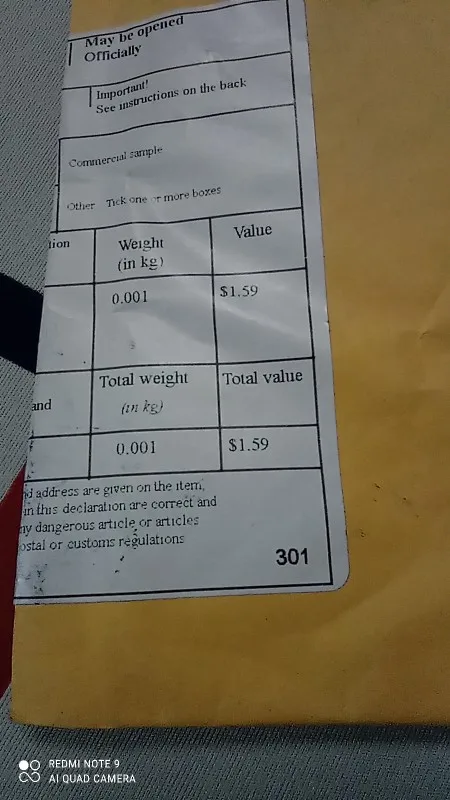 May be opened
Officially
Important!
See instructions on the back
Commercial sample
Other Tick one or more boxes
tion Weight Value
(in kg)
0.001 $1.59
Total weight Total value
and (in kg)
0.001 $1.59
d address are given on the item,
in this declaration are correct and
ny dangerous article or articles
ostal or customs regulations
301
REDMI NOTE 9
AI QUAD CAMERA